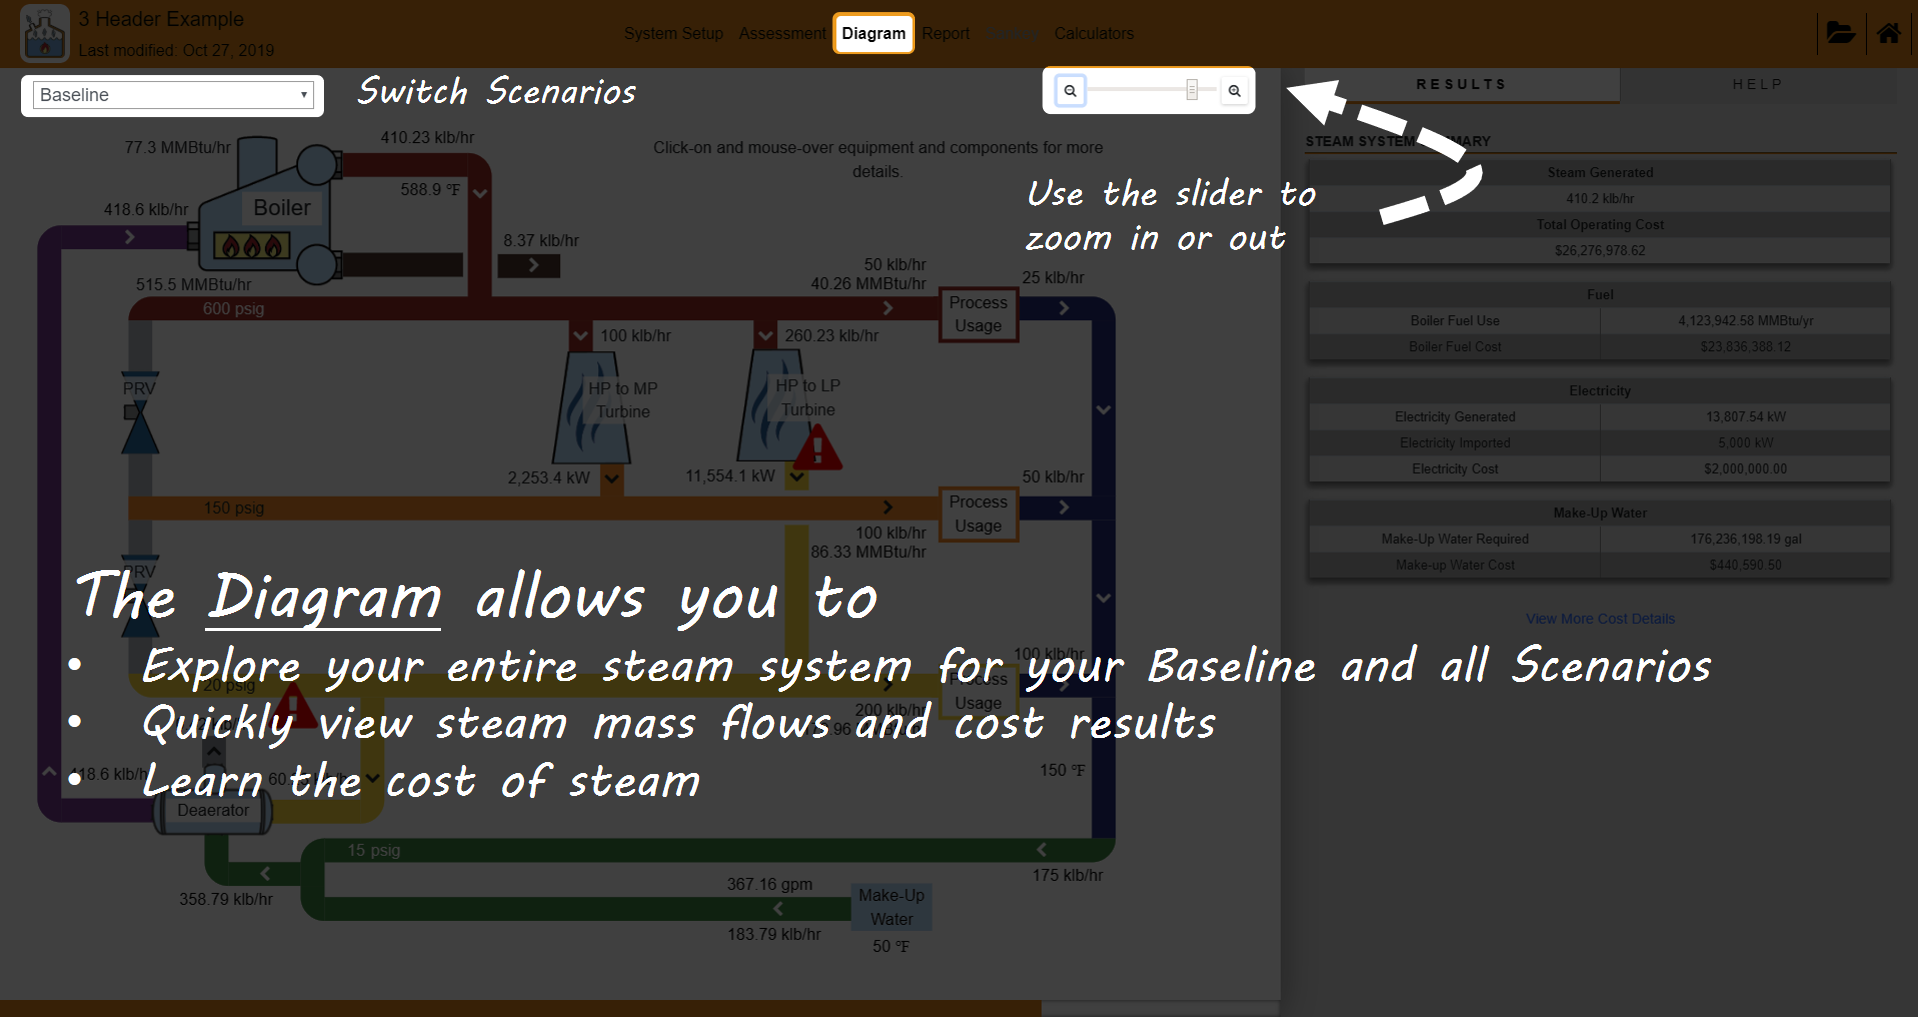 3 Header Example
Last modified: Oct 27, 2019
System Setup Assessment Diagram Report Calculators
Baseline
Switch Scenarios
RESULTS
HELP
77.3 MMBtu/hr
410.23 klb/hr
588.9 °F
418.6 klb/hr
Boiler
8.37 klb/hr
515.5 MMBtu/hr
Click-on and mouse-over equipment and components for more
details.
Use the slider to
zoom in or out
50 klb/hr
40.26 MMBtu/hr
25 klb/hr
600 psig
Process
Usage
100 klb/hr
260.23 klb/hr
PRV
HP to MP
Turbine
HP to LP
Turbine
2,253.4 kW
11,554.1 kW
50 klb/hr
150 psig
Process
Usage
100 klb/hr
86.33 MMBtu/hr
PRV
The Diagram allows you to
• Explore your entire steam system for your Baseline and all Scenarios
• Quickly view steam mass flows and cost results
• Learn the cost of steam
100 klb/hr
20 psig
Process
Usage
200 klb/hr
418.6 klb/hr
150 °F
Deaerator
15 psig
175 klb/hr
358.79 klb/hr
367.16 gpm
Make-Up
Water
183.79 klb/hr
50 °F
STEAM SYSTEM
Steam Generated
410.2 klb/hr
Total Operating Cost
$26,276,978.62
Fuel
Boiler Fuel Use 4,123,942.58 MMBtu/yr
Boiler Fuel Cost $23,836,388.12
Electricity
Electricity Generated 13,807.54 kW
Electricity Imported 5,000 kW
Electricity Cost $2,000,000.00
Make-Up Water
Make-Up Water Required 176,236,198.19 gal
Make-up Water Cost $440,590.50
View More Cost Details